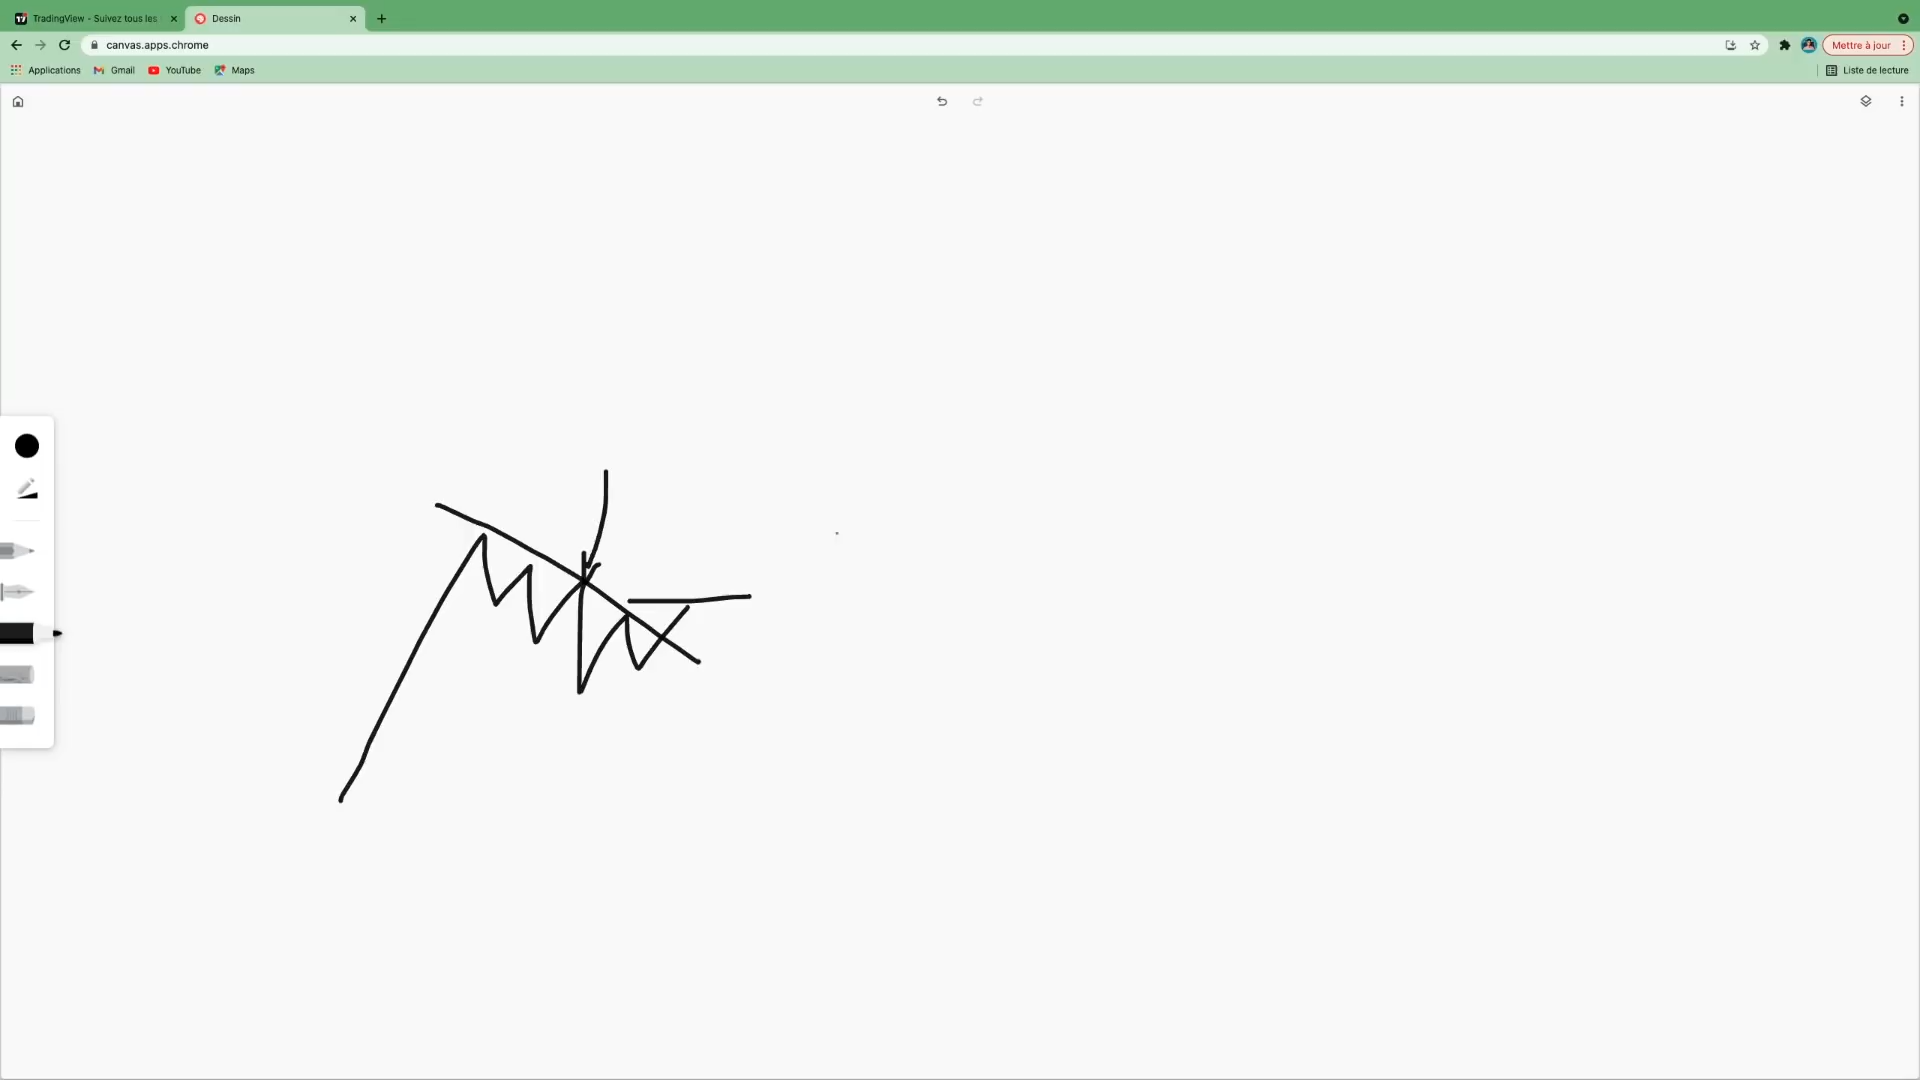 TradingView - Suivez tous les
Dessin
canvas.apps.chrome
Mettre à jour
Applications
Gmail
YouTube
Maps
Liste de lecture